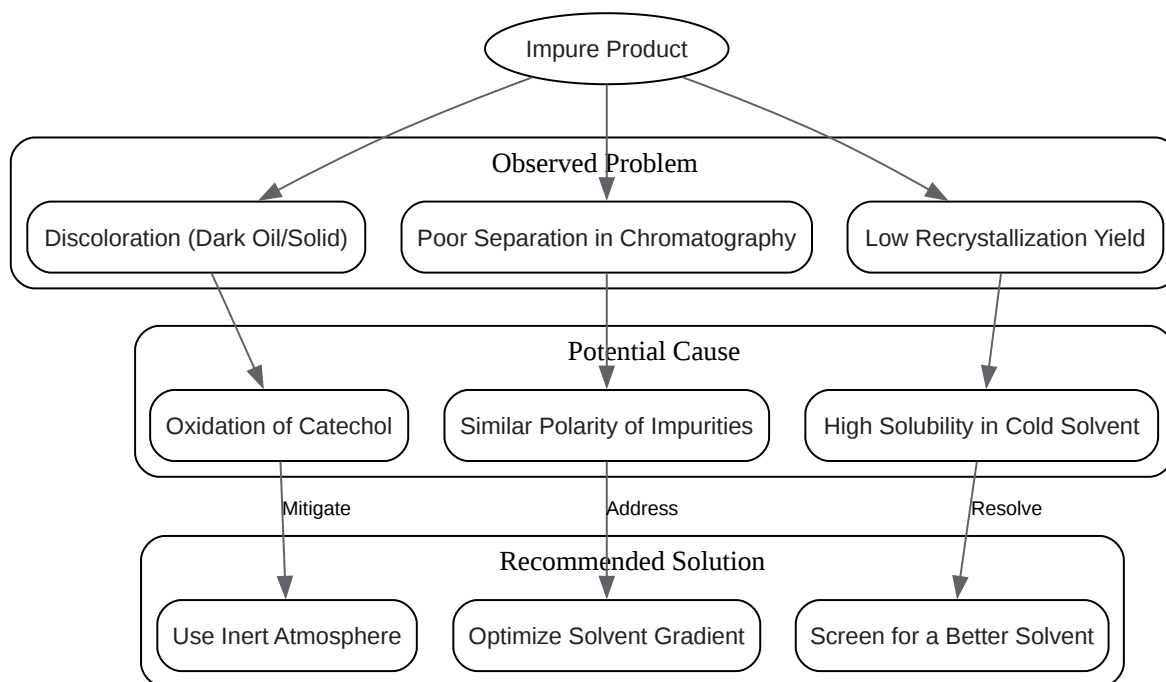 Impure Product
Observed Problem
Discoloration (Dark Oil/Solid)
Poor Separation in Chromatography
Low Recrystallization Yield
Potential Cause
Oxidation of Catechol
Similar Polarity of Impurities
High Solubility in Cold Solvent
Mitigate
Address
Resolve
Recommended Solution
Use Inert Atmosphere
Optimize Solvent Gradient
Screen for a Better Solvent